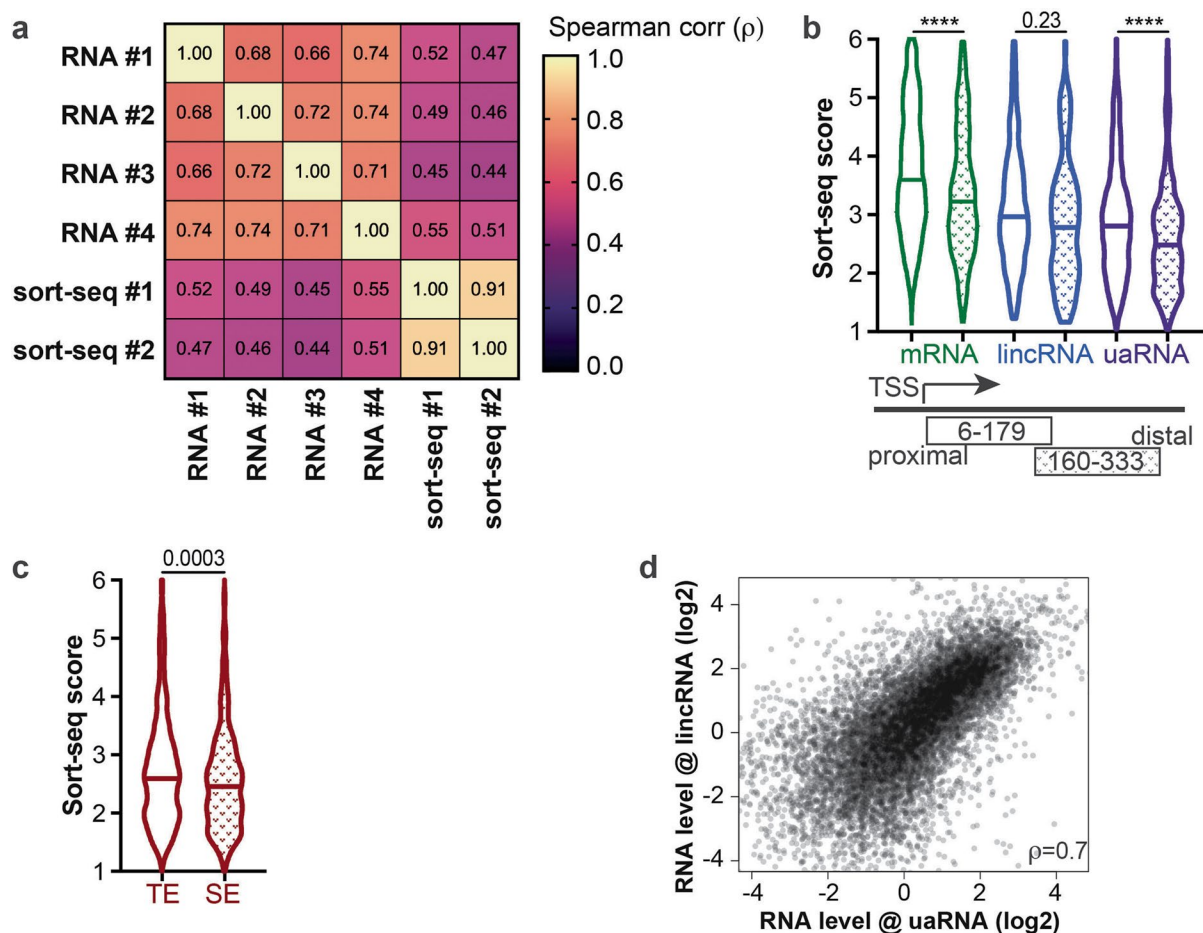 a
Spearman corr (ρ)
RNA #1 1.00 0.68 0.66 0.74 0.52 0.47
RNA #2 0.68 1.00 0.72 0.74 0.49 0.46
RNA #3 0.66 0.72 1.00 0.71 0.45 0.44
RNA #4 0.74 0.74 0.71 1.00 0.55 0.51
sort-seq #1 0.52 0.49 0.45 0.55 1.00 0.91
sort-seq #2 0.47 0.46 0.44 0.51 0.91 1.00
RNA #1 RNA #2 RNA #3 RNA #4 sort-seq #1 sort-seq #2
1.0
0.8
0.6
0.4
0.2
0.0
b
**** 0.23 ****
Sort-seq score
6
5
4
3
2
1
mRNA lincRNA uaRNA
TSS
6-179
distal
proximal
160-333
c
0.0003
Sort-seq score
6
5
4
3
2
1
TE SE
d
RNA level @ lincRNA (log2)
4
2
0
-2
-4
ρ=0.7
-4 -2 0 2 4
RNA level @ uaRNA (log2)